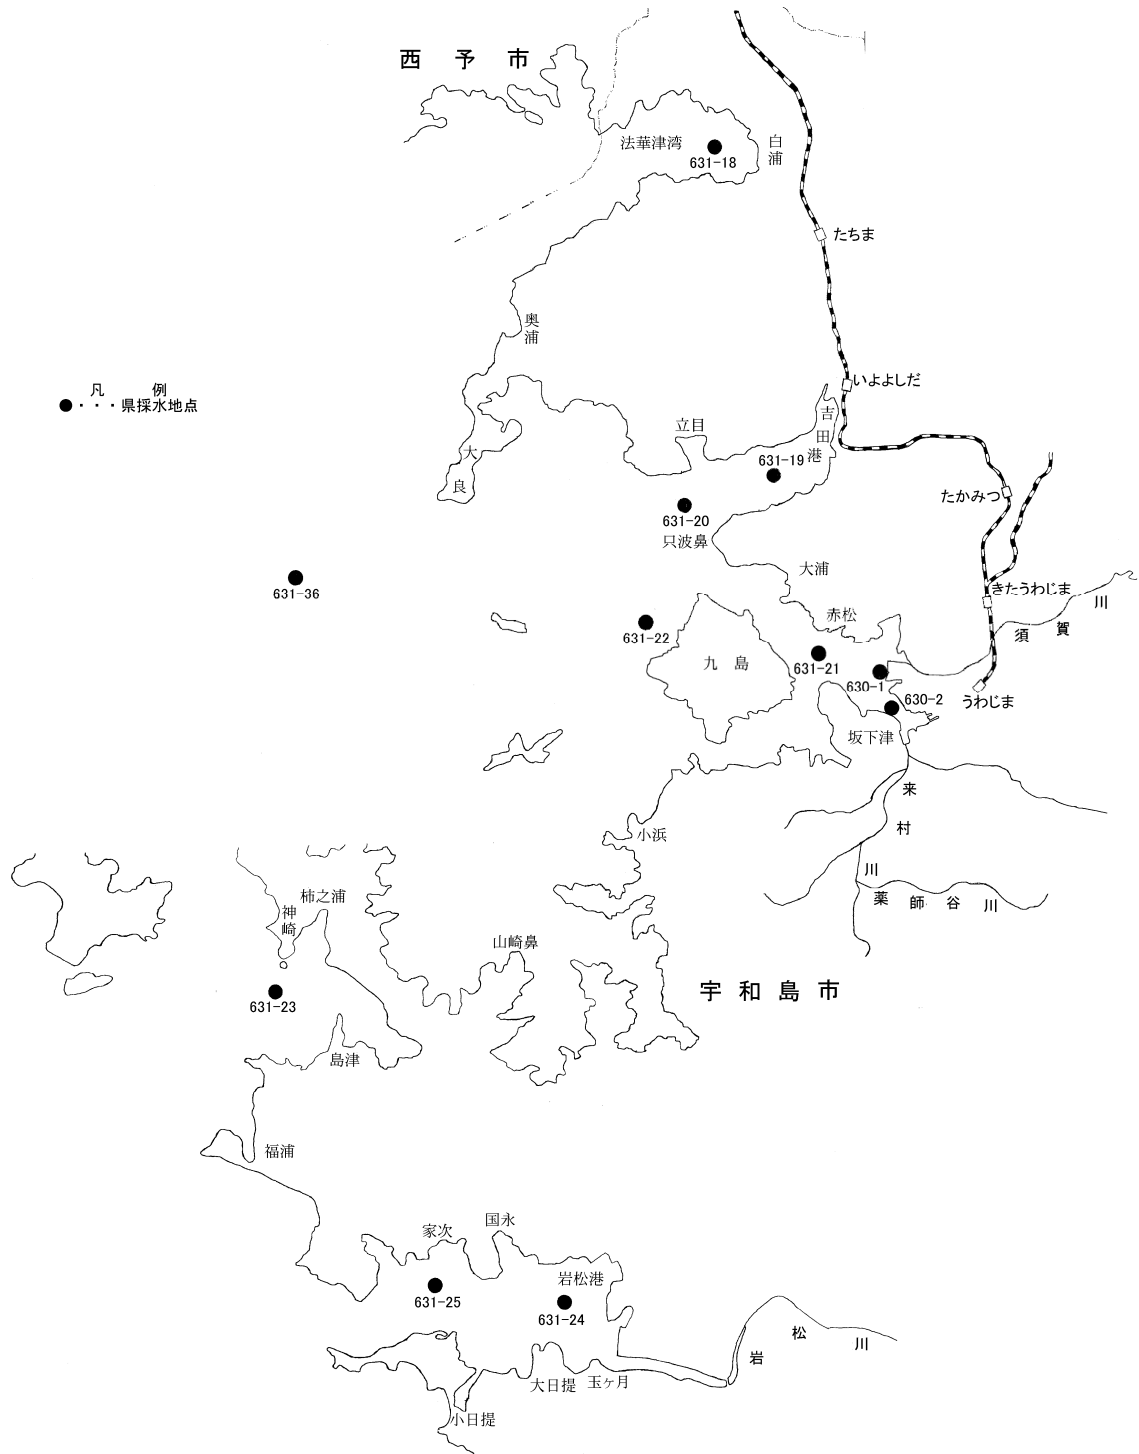 西予市
法華津湾
白浦
631-18
たちま
奥浦
いよよしだ
凡例
●・・・県採水地点
立目
吉田港
大良
631-19
たかみつ
631-20
只波鼻
大浦
631-36
きたうわじま
須賀川
赤松
631-22
九島
631-21
630-1
630-2
うわじま
坂下津
来村川
小浜
薬師谷川
柿之浦
神崎
山崎鼻
宇和島市
631-23
島津
福浦
国永
家次
岩松港
631-25
631-24
岩松川
大日提
玉ヶ月
小日提